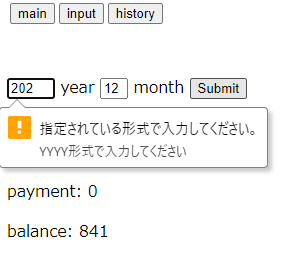 main input history
202 year 12 month Submit
指定されている形式で入力してください。
YYYY形式で入力してください
payment: 0
balance: 841